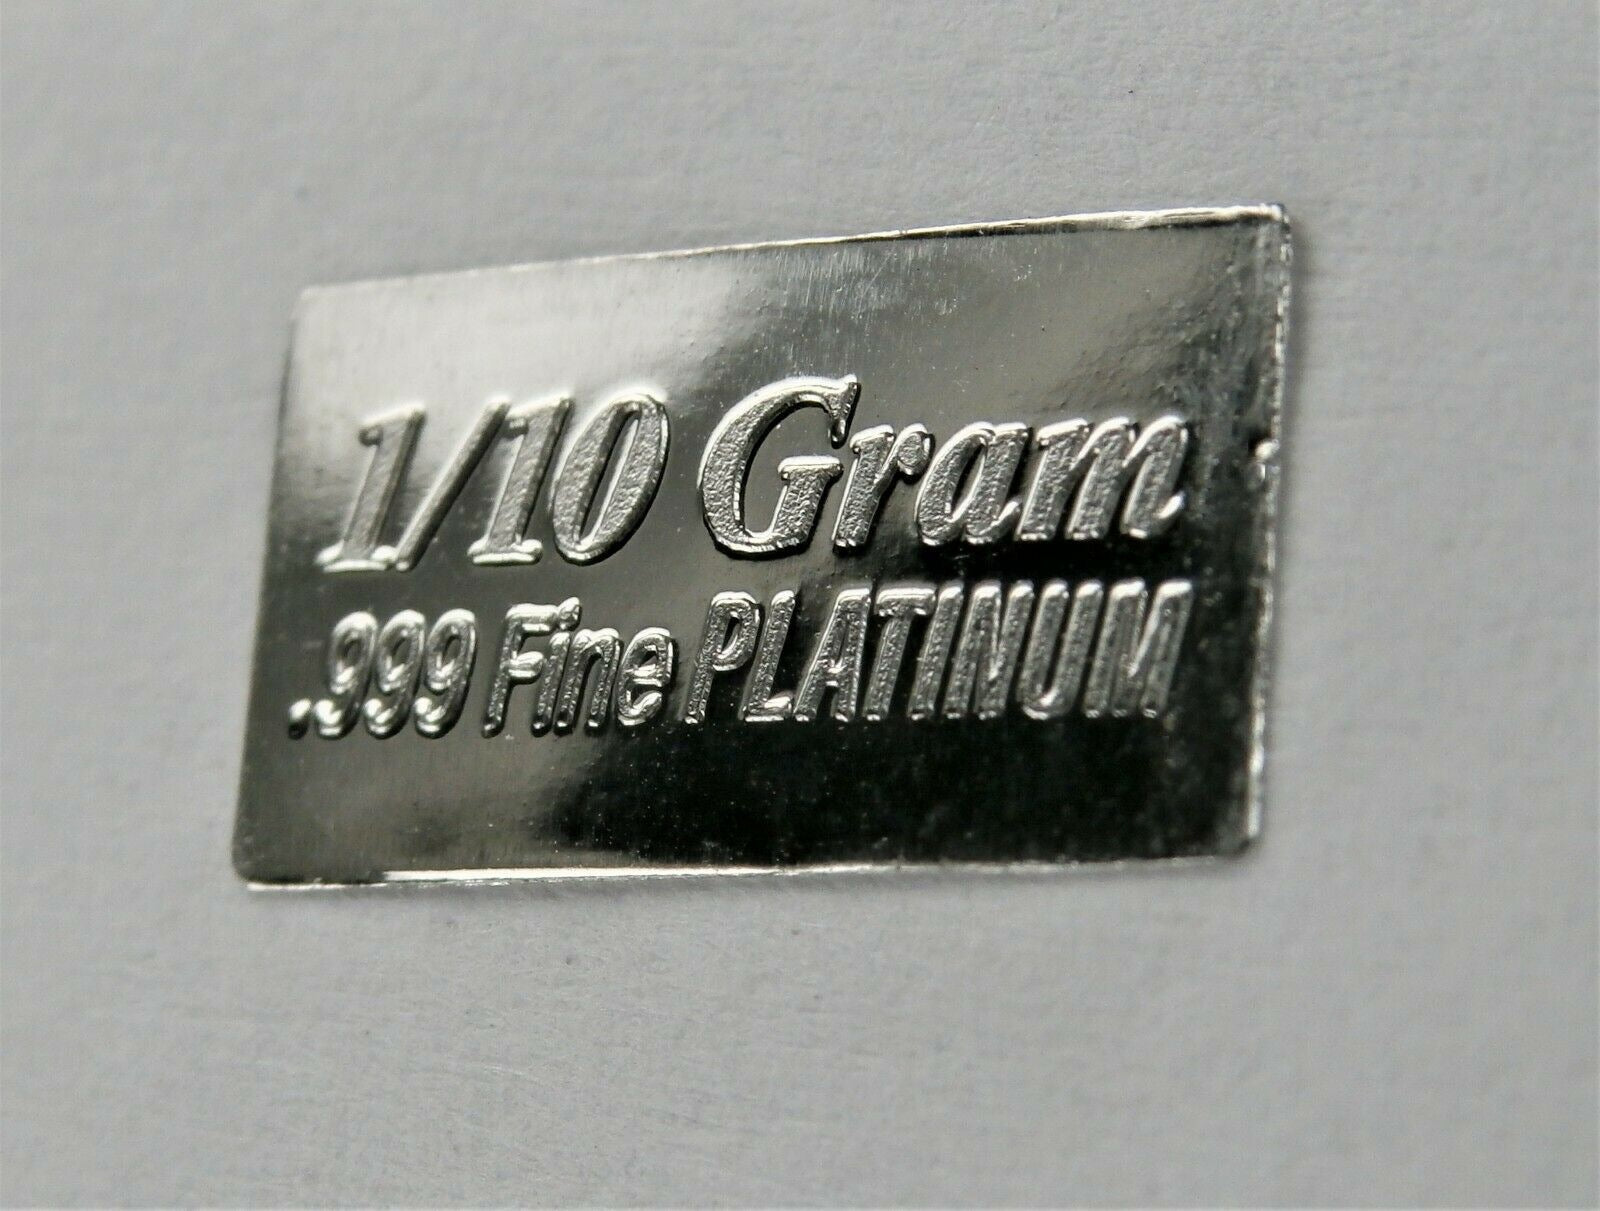 1/10 Gram
.999 Fine PLATINUM